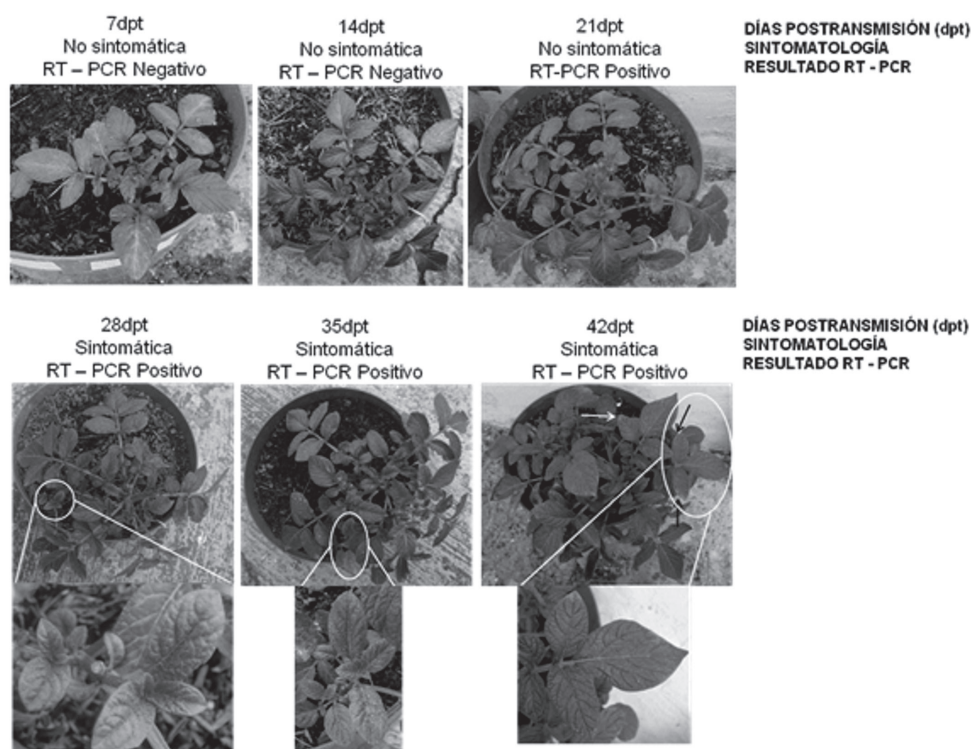 7dpt
No sintomática
RT – PCR Negativo
14dpt
No sintomática
RT – PCR Negativo
21dpt
No sintomática
RT-PCR Positivo
DÍAS POSTRANSMISIÓN (dpt)
SINTOMATOLOGÍA
RESULTADO RT - PCR
28dpt
Sintomática
RT – PCR Positivo
35dpt
Sintomática
RT – PCR Positivo
42dpt
Sintomática
RT – PCR Positivo
DÍAS POSTRANSMISIÓN (dpt)
SINTOMATOLOGÍA
RESULTADO RT - PCR